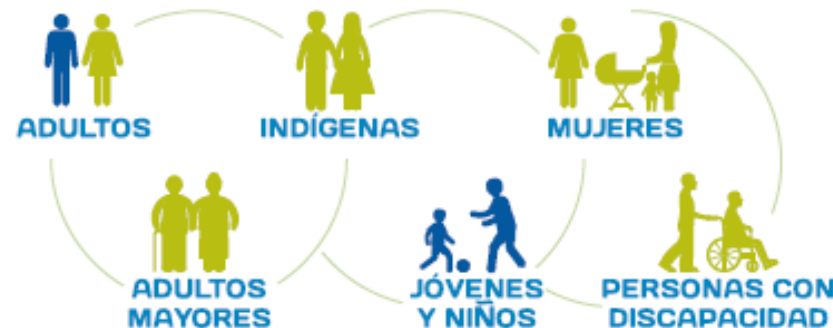 ADULTOS
INDÍGENAS
MUJERES
ADULTOS
MAYORES
JÓVENES
Y NIÑOS
PERSONAS CON
DISCAPACIDAD